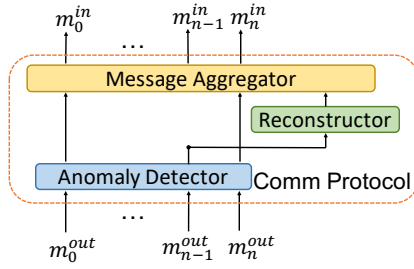 m_0^{in} ... m_{n-1}^{in} m_n^{in}
Message Aggregator
Reconstructor
Anomaly Detector
Comm Protocol
m_0^{out} ... m_{n-1}^{out} m_n^{out}